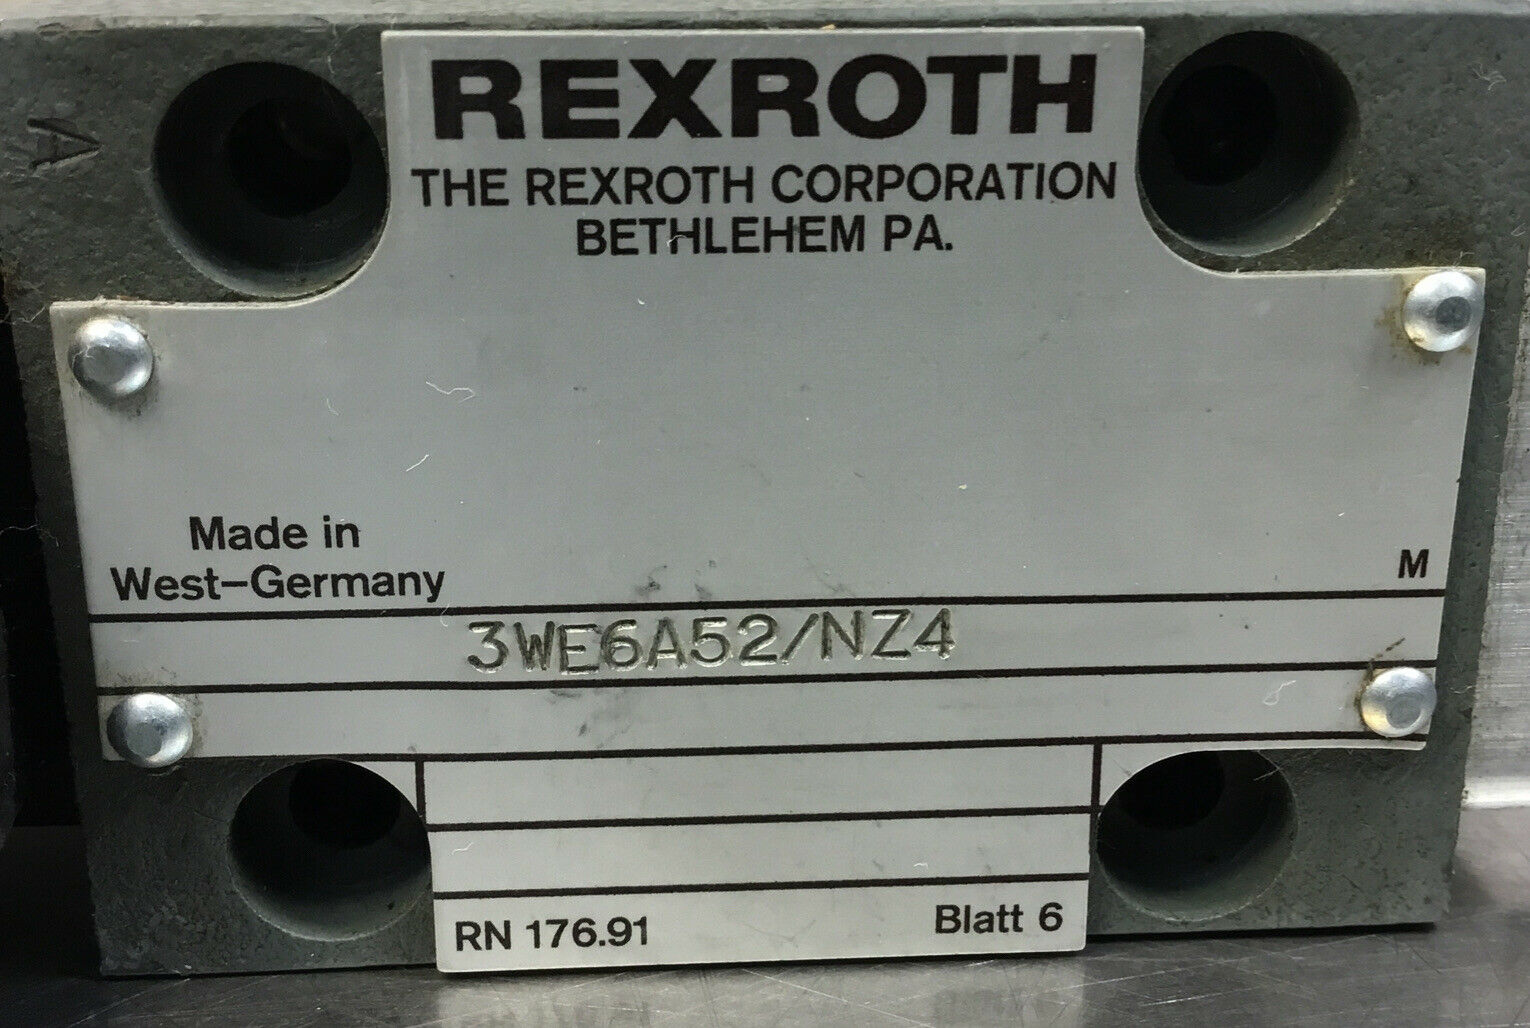 A
REXROTH
THE REXROTH CORPORATION
BETHLEHEM PA.
Made in
West-Germany
M
3WE6A52/NZ4
RN 176.91
Blatt 6